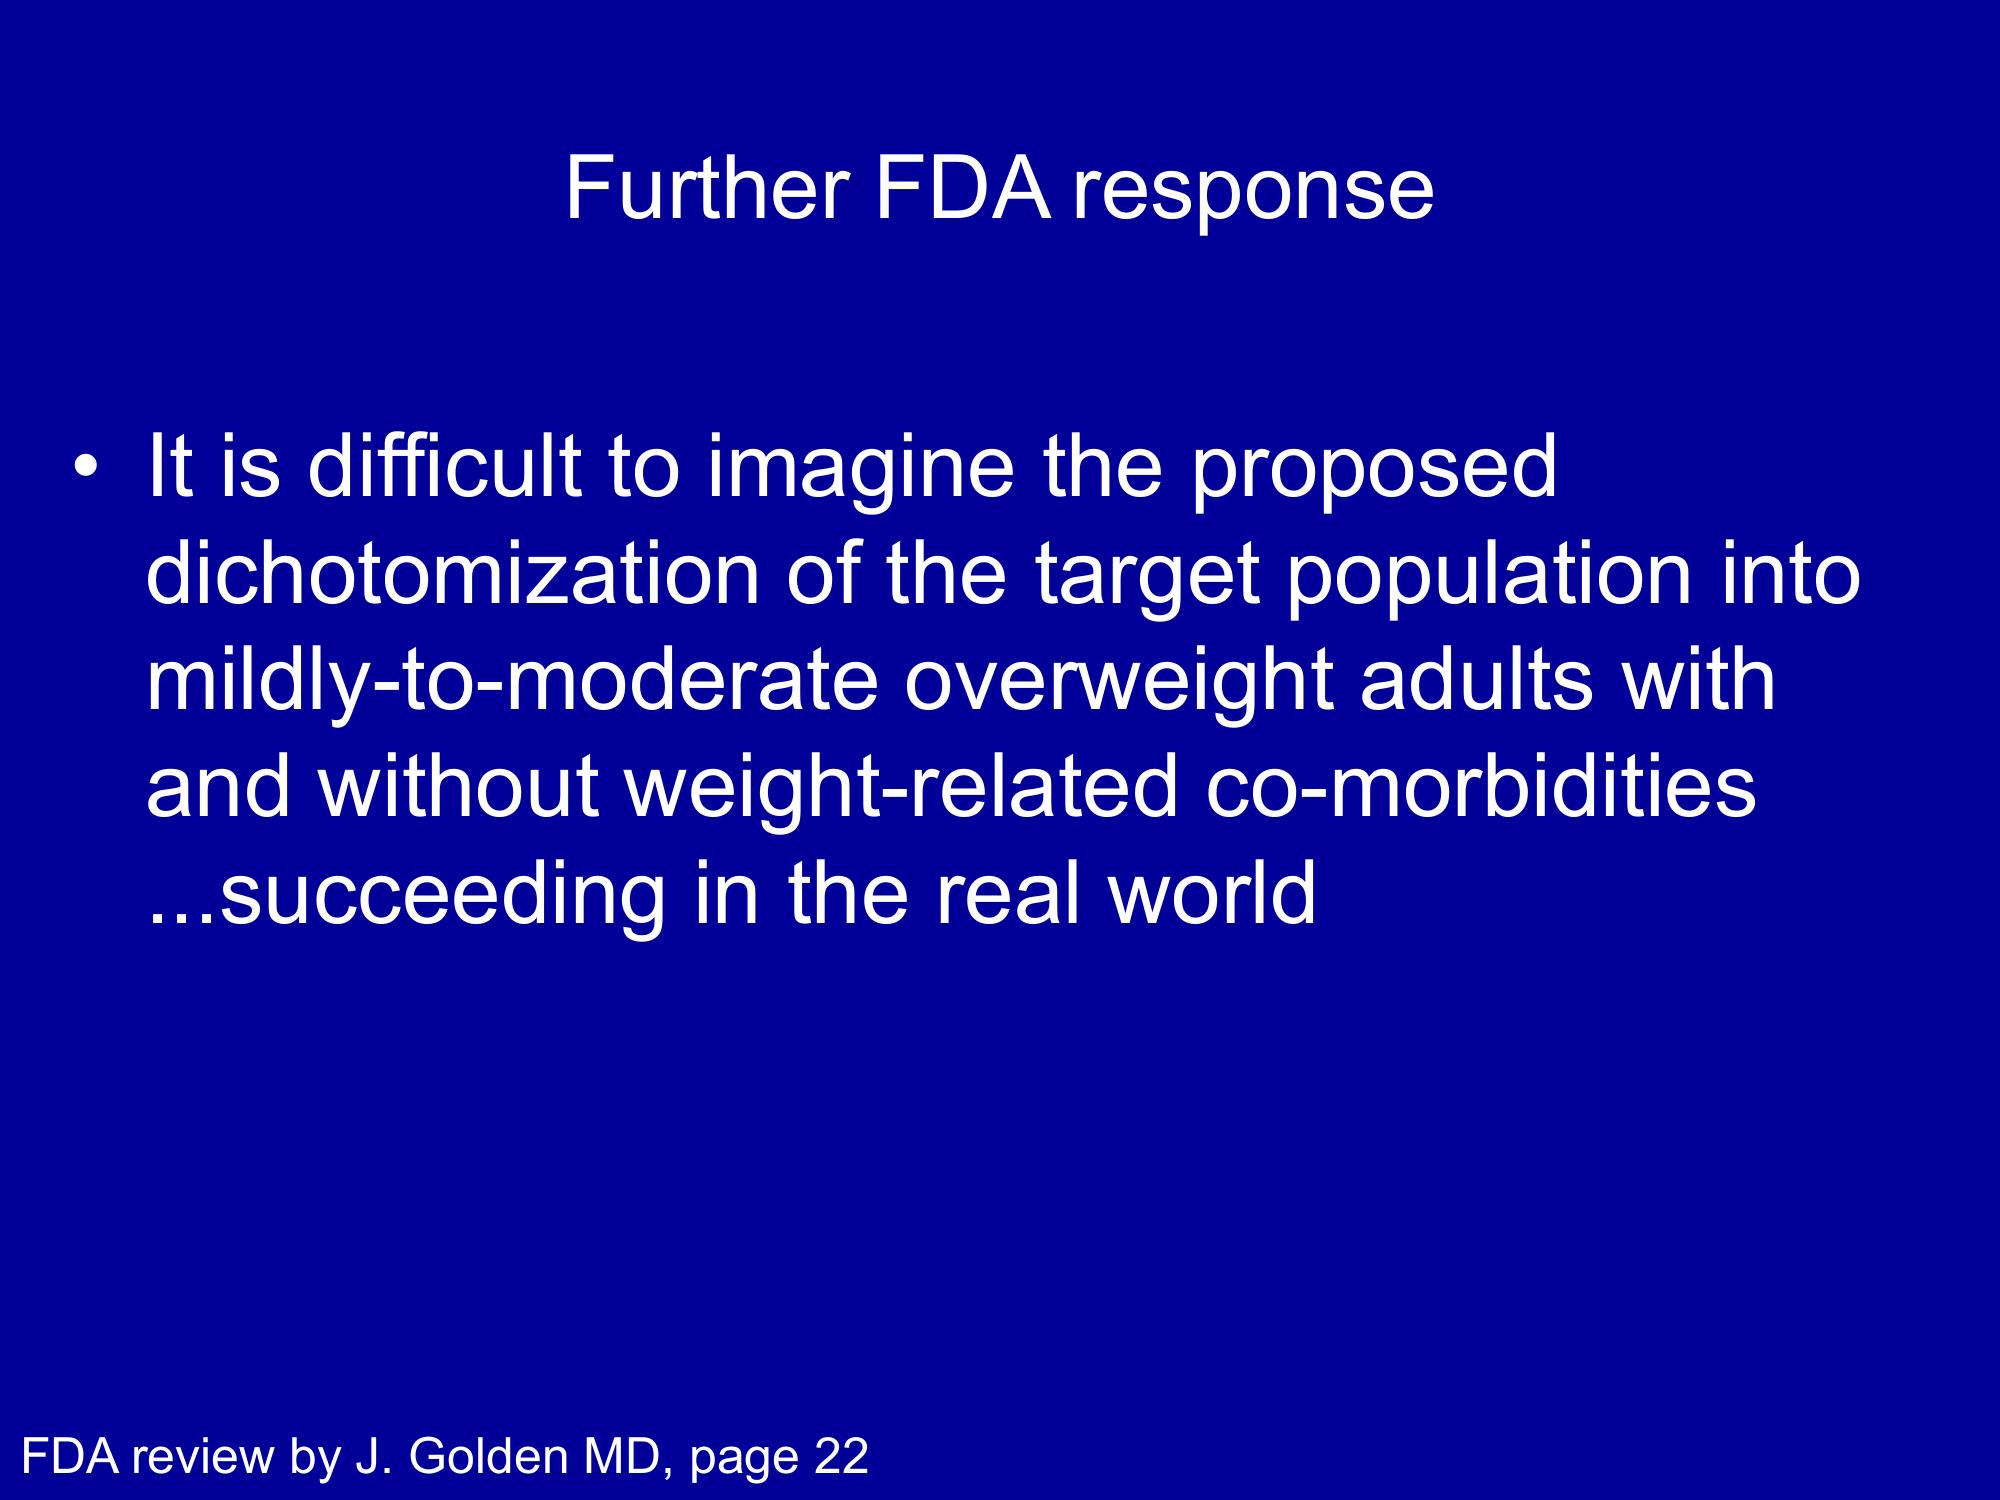 Further FDA response
• It is difficult to imagine the proposed
dichotomization of the target population into
mildly-to-moderate overweight adults with
and without weight-related co-morbidities
...succeeding in the real world
FDA review by J. Golden MD, page 22